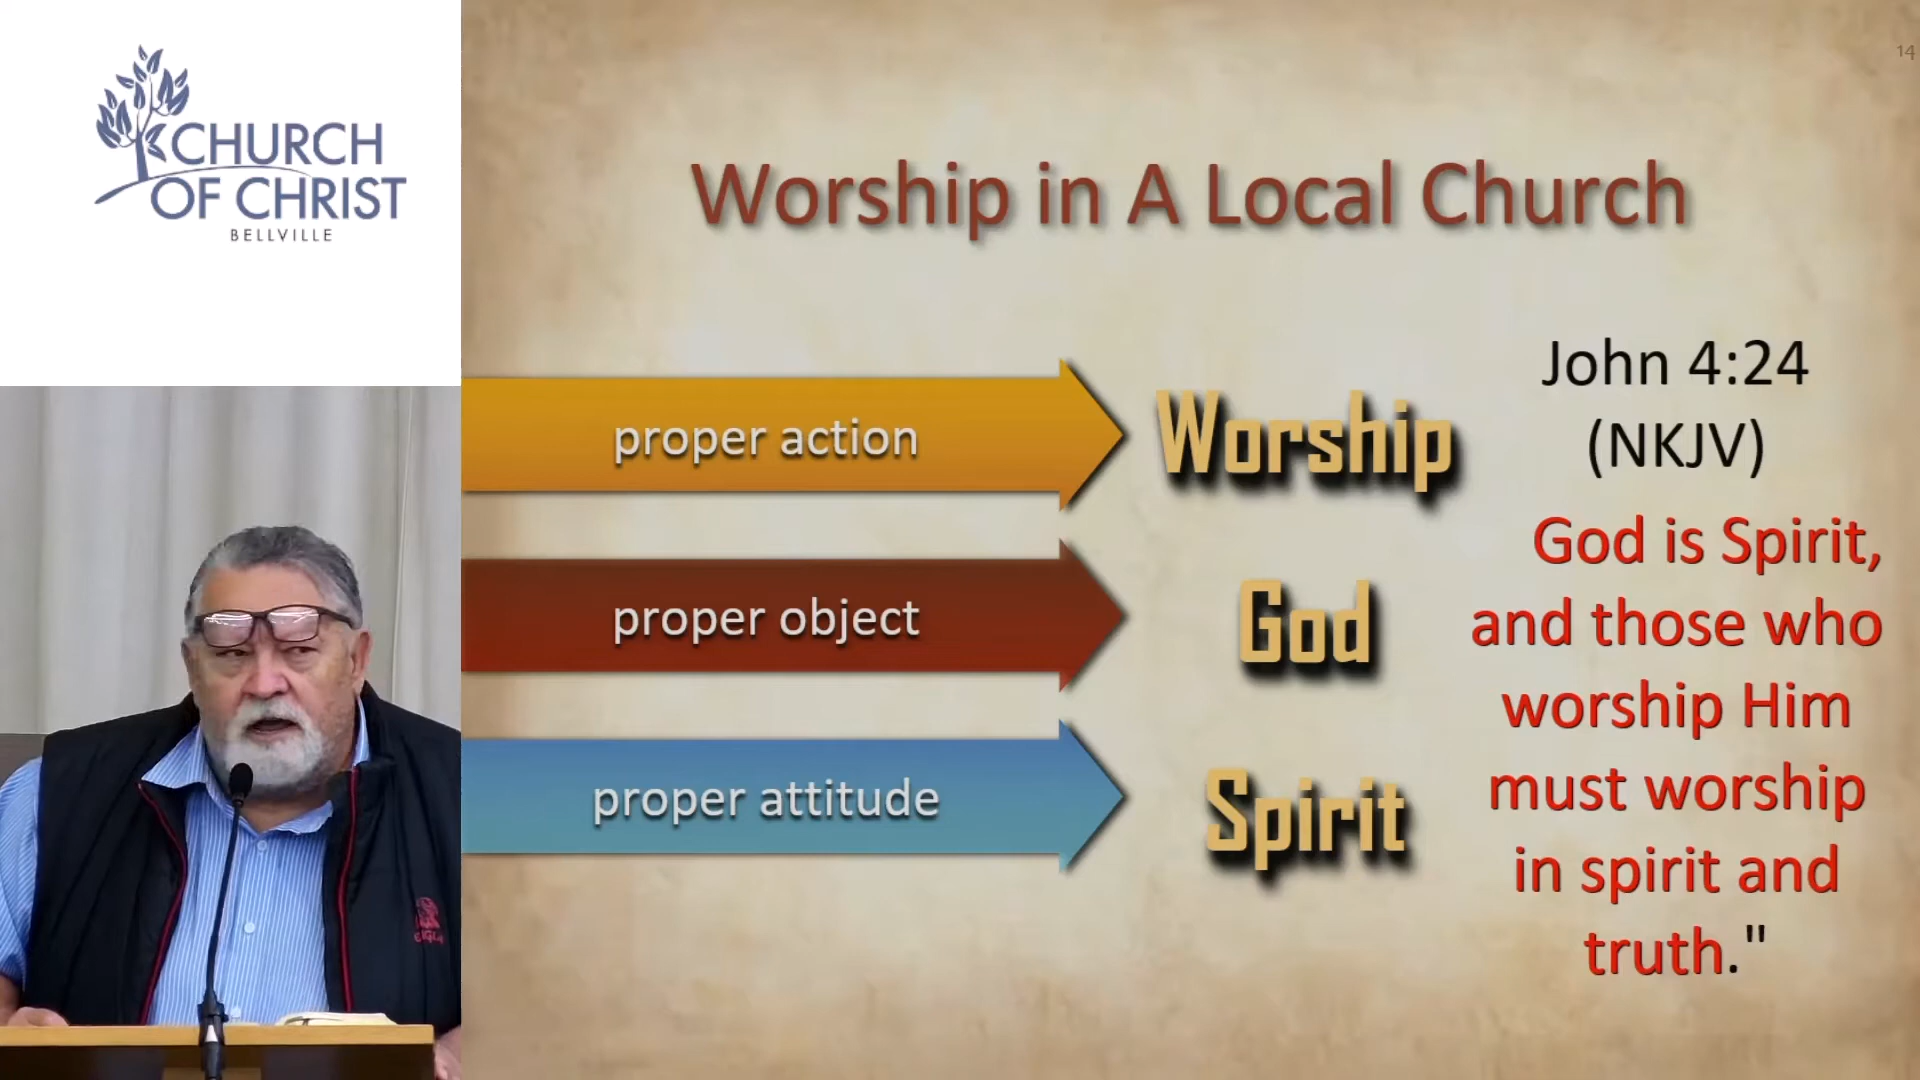 CHURCH
OF CHRIST
BELLVILLE
14
Worship in A Local Church
proper action
Worship
proper object
God
proper attitude
Spirit
John 4:24
(NKJV)
God is Spirit,
and those who
worship Him
must worship
in spirit and
truth."